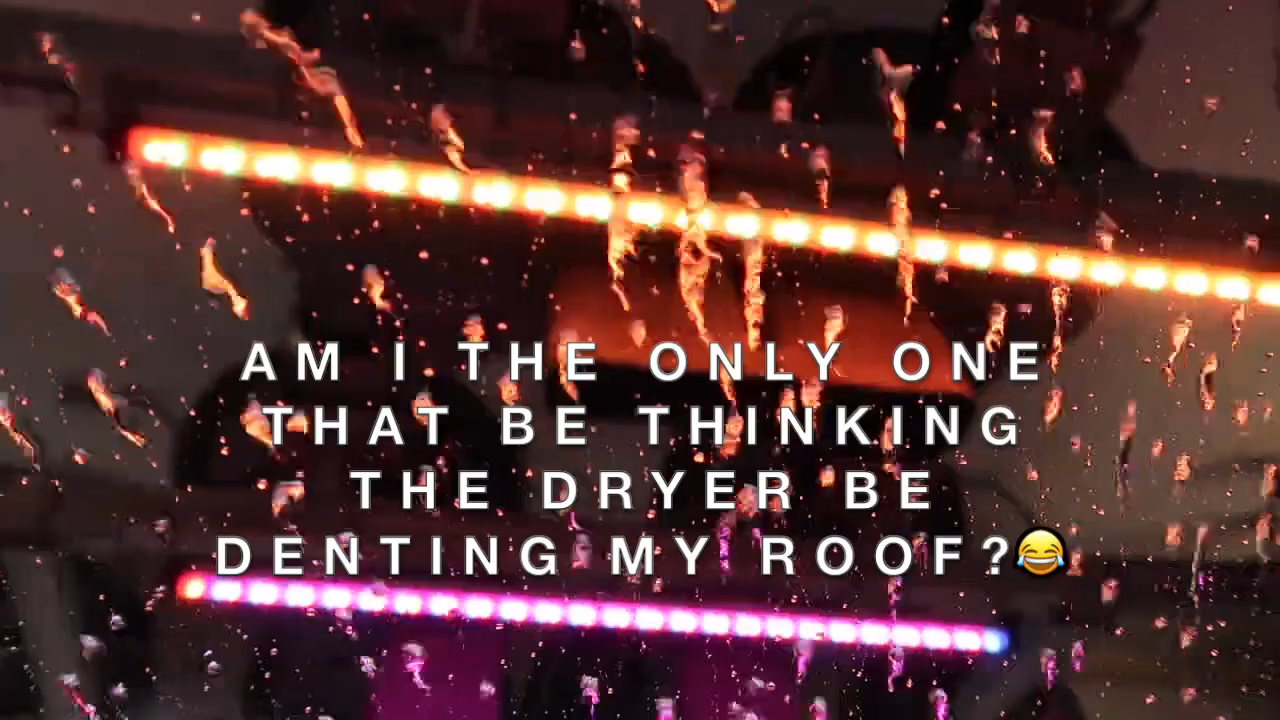 AM I THE ONLY ONE
THAT BE THINKING
THE DRYER BE
DENTING MY ROOF?😂